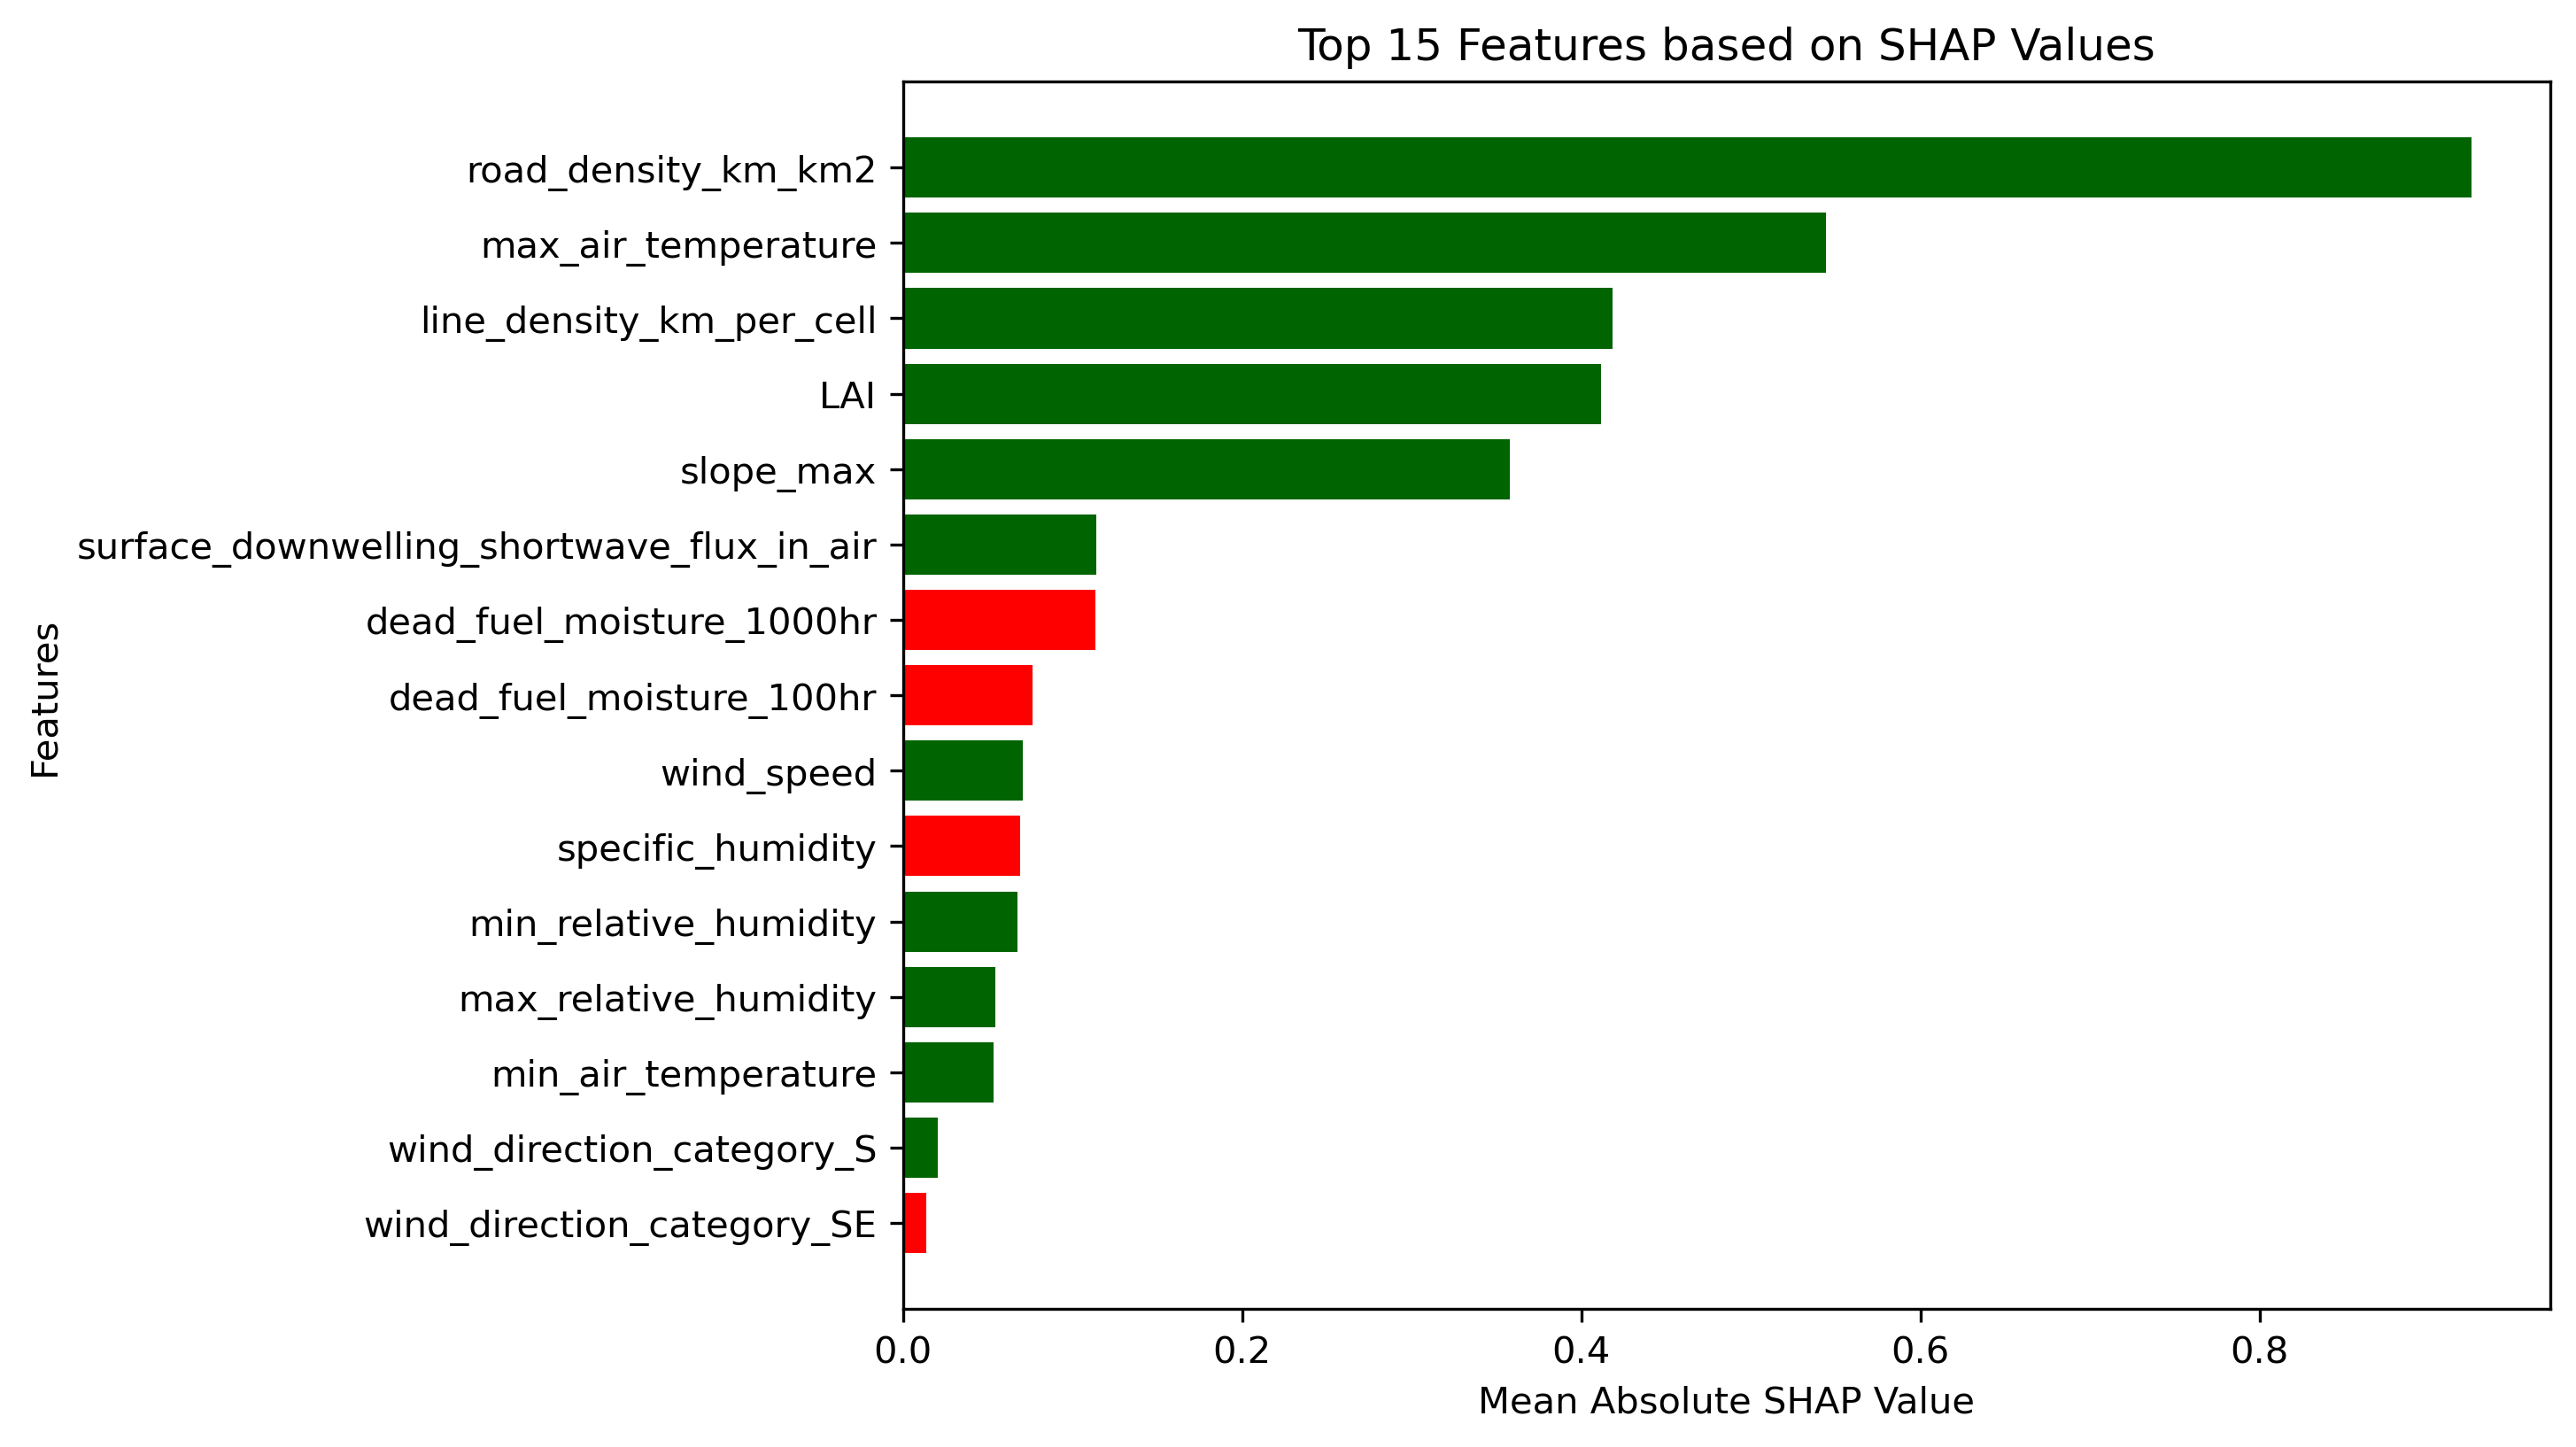 Top 15 Features based on SHAP Values
Features
road_density_km_km2
max_air_temperature
line_density_km_per_cell
LAI
slope_max
surface_downwelling_shortwave_flux_in_air
dead_fuel_moisture_1000hr
dead_fuel_moisture_100hr
wind_speed
specific_humidity
min_relative_humidity
max_relative_humidity
min_air_temperature
wind_direction_category_S
wind_direction_category_SE
0.0 0.2 0.4 0.6 0.8
Mean Absolute SHAP Value